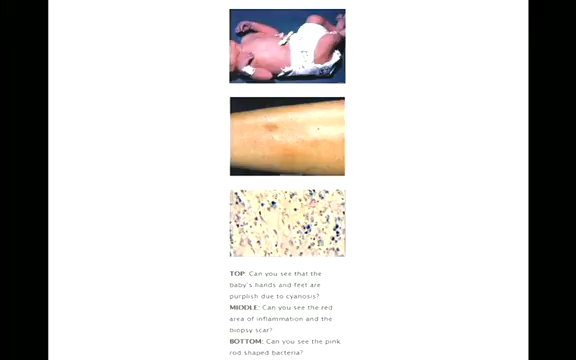 TOP: Can you see that the
baby's hands and feet are
purplish due to cyanosis?
MIDDLE: Can you see the red
area of inflammation and the
biopsy scar?
BOTTOM: Can you see the pink
rod shaped bacteria?